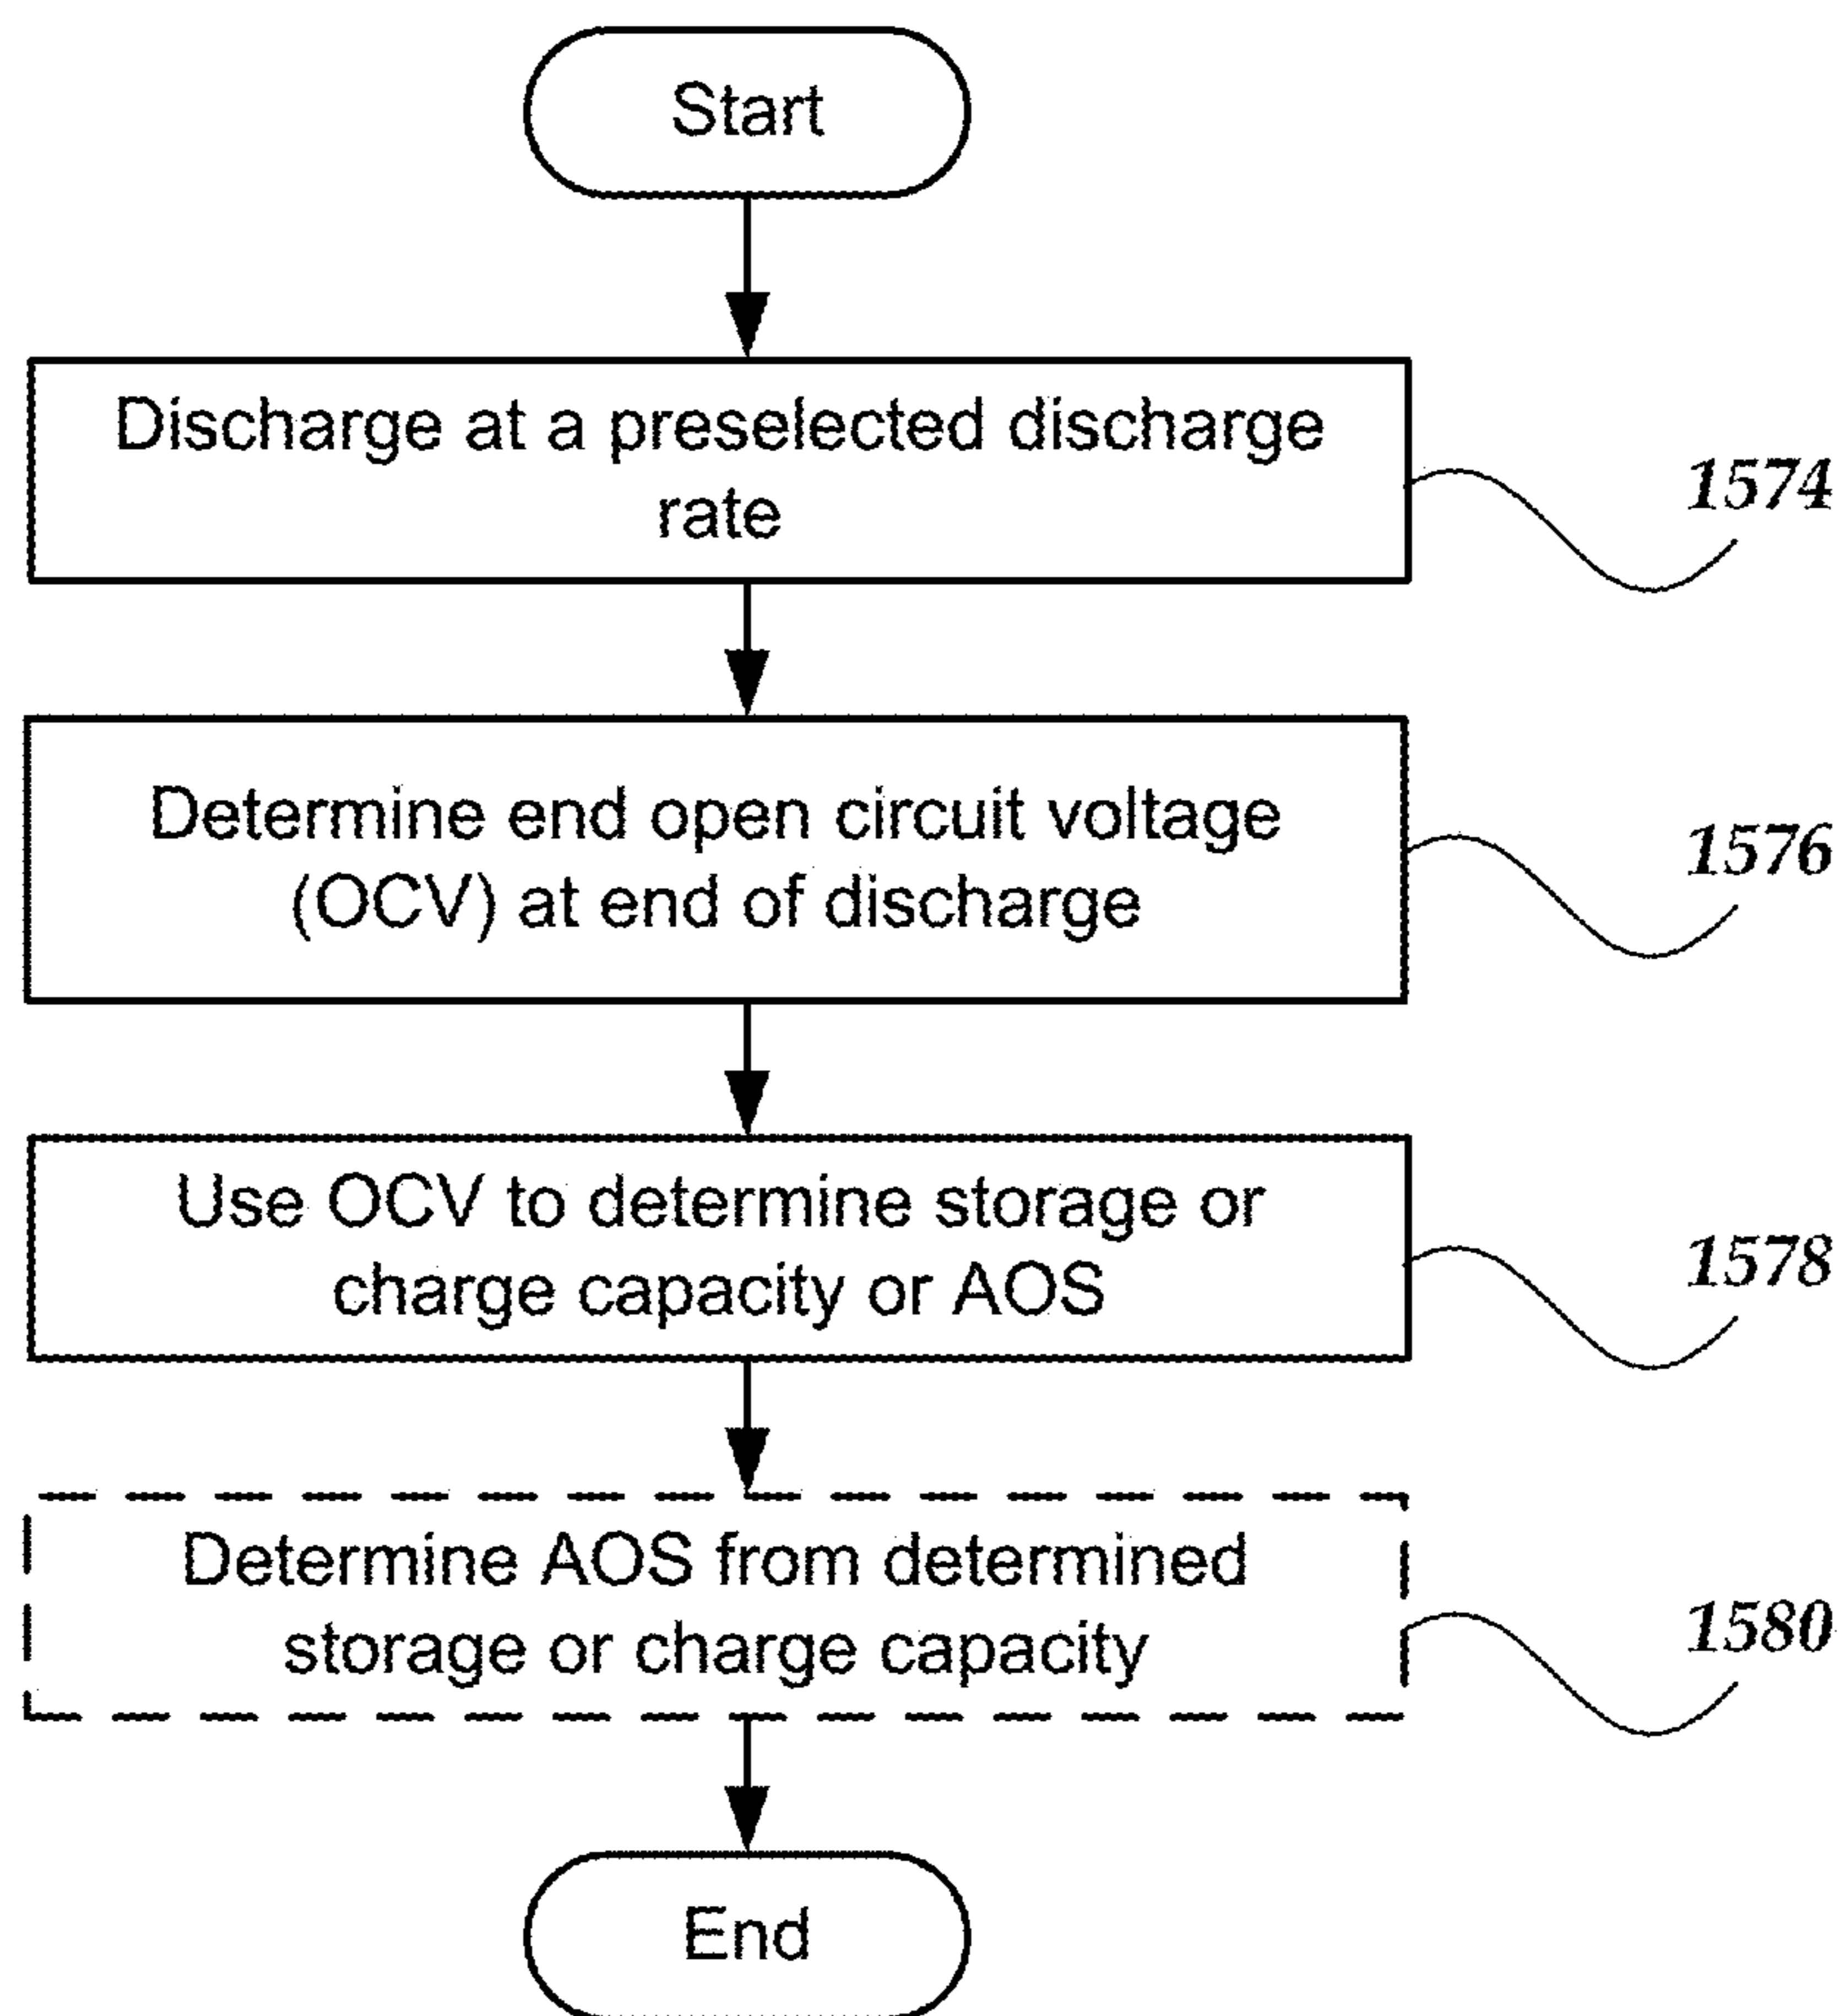 Start
Discharge at a preselected discharge
rate
1574
Determine end open circuit voltage
(OCV) at end of discharge
1576
Use OCV to determine storage or
charge capacity or AOS
1578
Determine AOS from determined
storage or charge capacity
1580
End